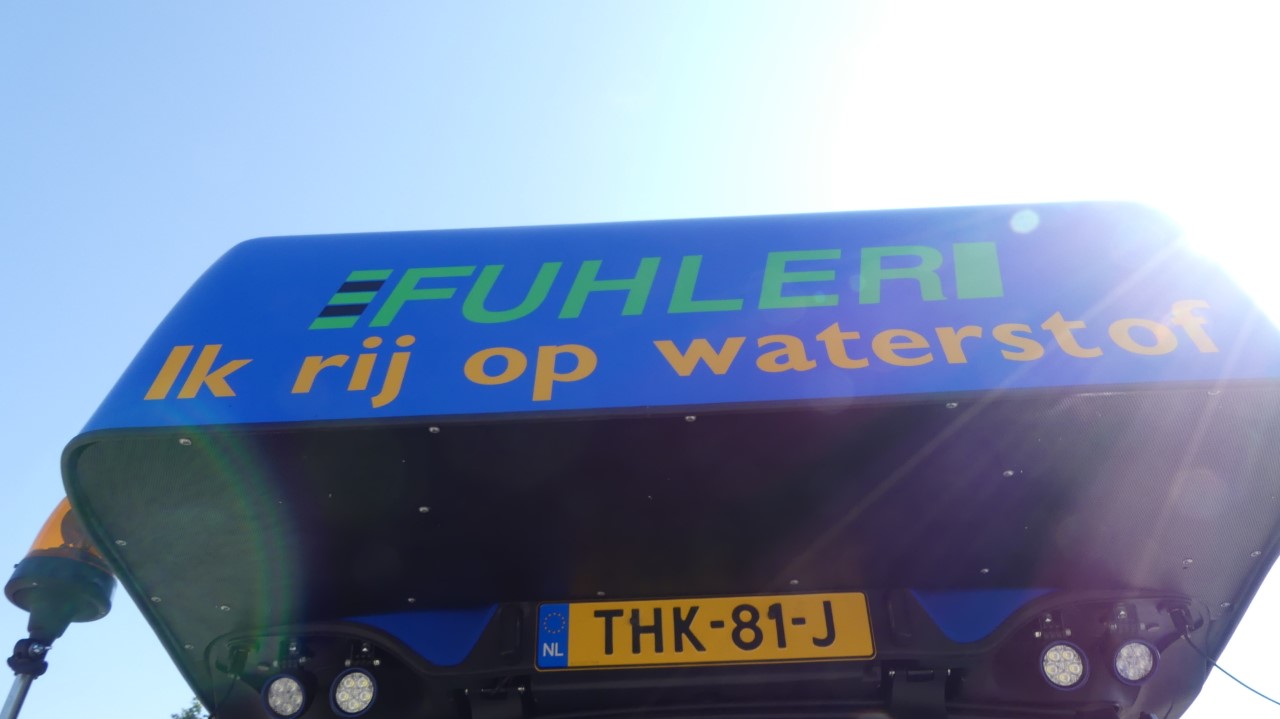 FUHLER
Ik rij op waterstof
NL THK-81-J